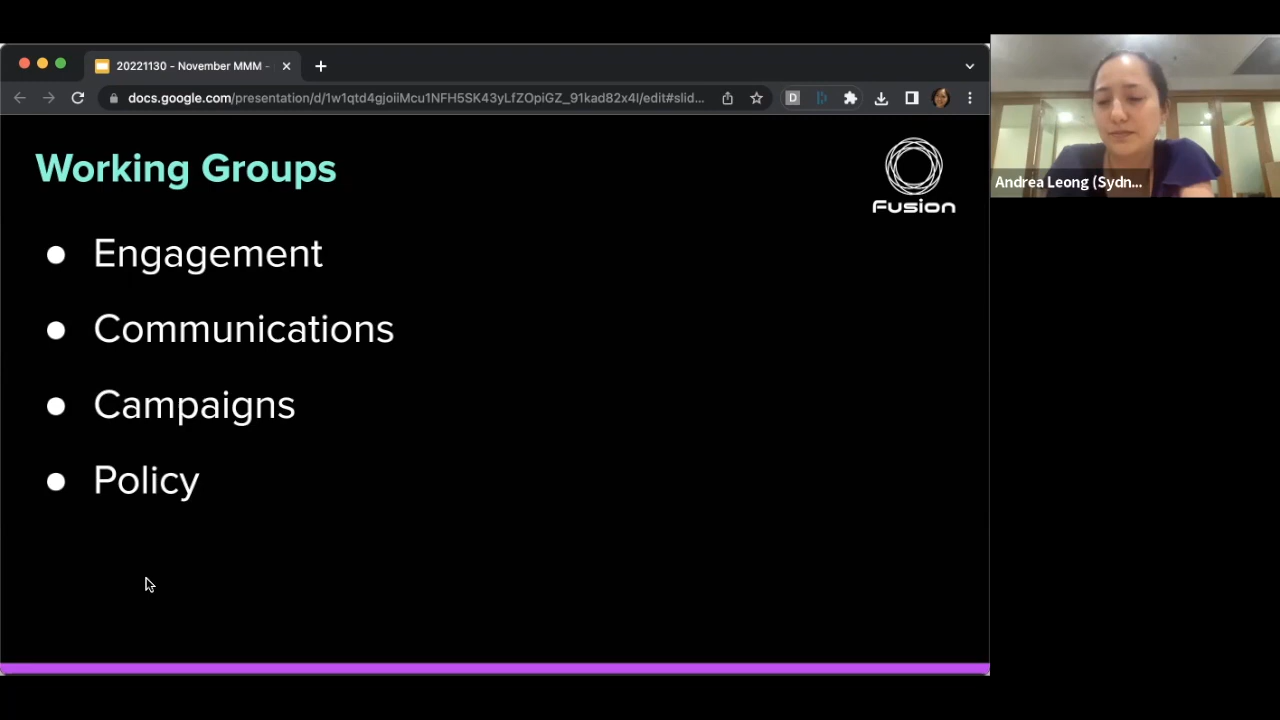 20221130 - November MMM -
docs.google.com/presentation/d/1w1qtd4gjoiiMcu1NFH5SK43yLfZOpiGZ_91kad82x4I/edit#slid...
D
Working Groups
Fusion
● Engagement
● Communications
● Campaigns
● Policy
Andrea Leong (Sydn...